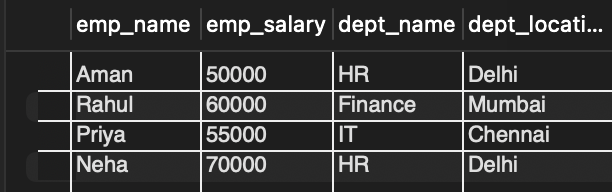 emp_name emp_salary dept_name dept_locati...
Aman 50000 HR Delhi
Rahul 60000 Finance Mumbai
Priya 55000 IT Chennai
Neha 70000 HR Delhi